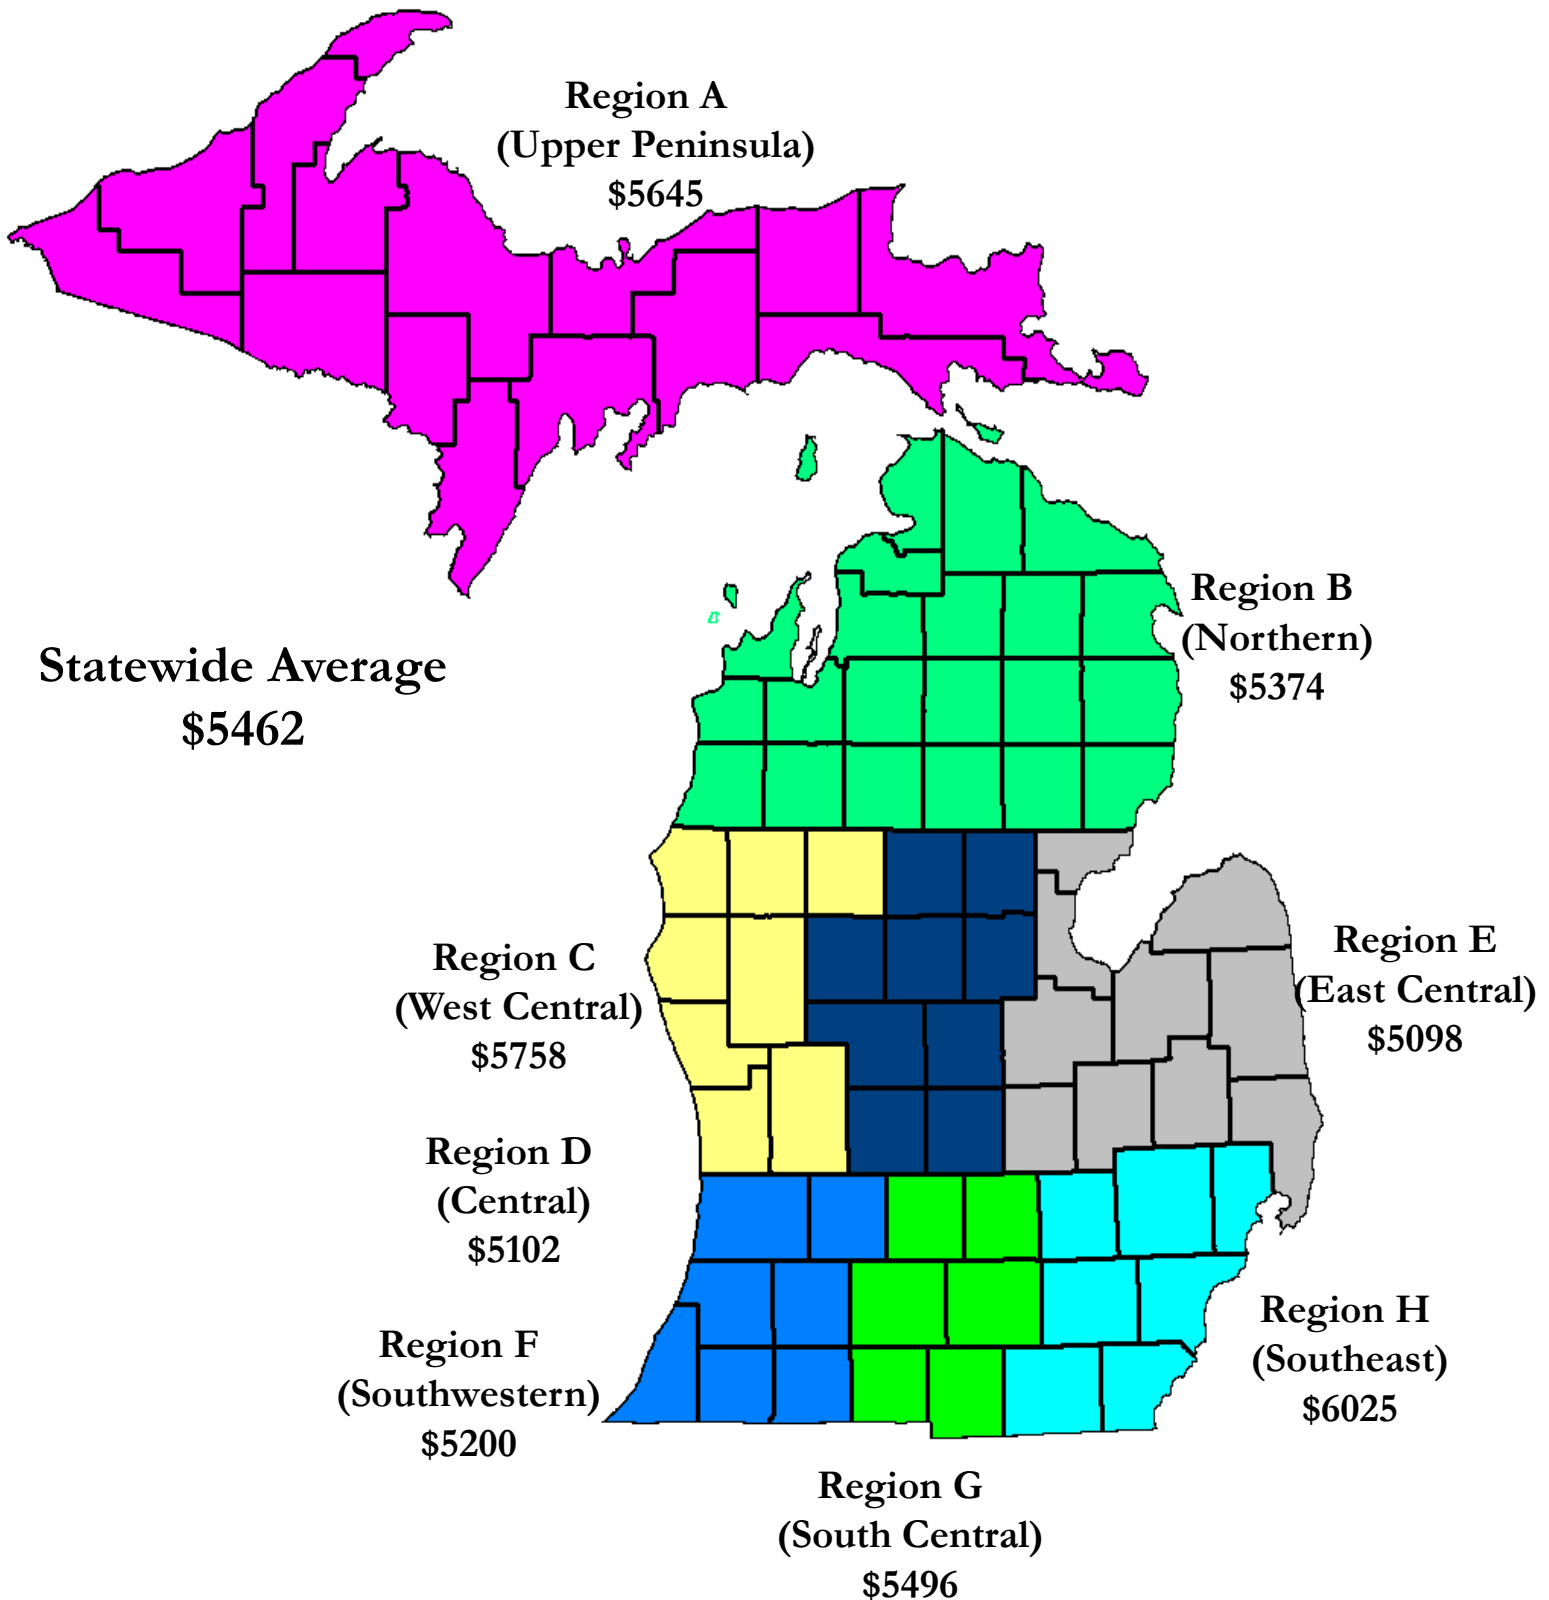 Region A
(Upper Peninsula)
$5645
Region B
(Northern)
$5374
Statewide Average
$5462
Region C
(West Central)
$5758
Region E
(East Central)
$5098
Region D
(Central)
$5102
Region F
(Southwestern)
$5200
Region H
(Southeast)
$6025
Region G
(South Central)
$5496